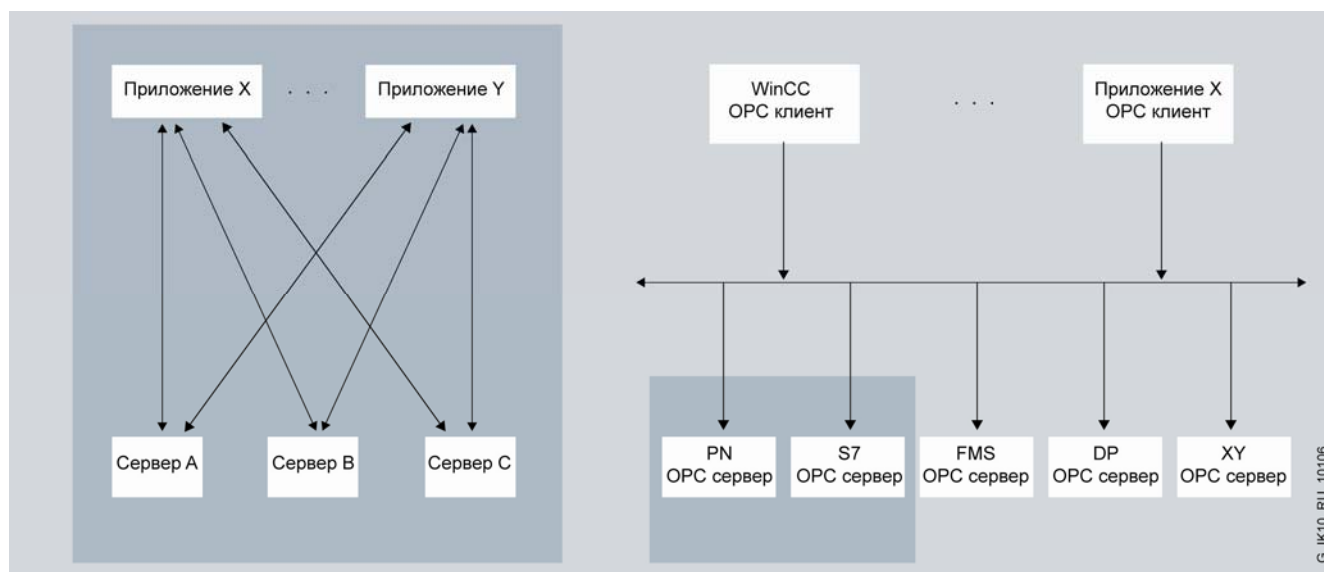 Приложение X
. . .
Приложение Y
Сервер A
Сервер B
Сервер C
WinCC
OPC клиент
. . .
Приложение X
OPC клиент
PN
OPC сервер
S7
OPC сервер
FMS
OPC сервер
DP
OPC сервер
XY
OPC сервер
G_IK10_RU_10106